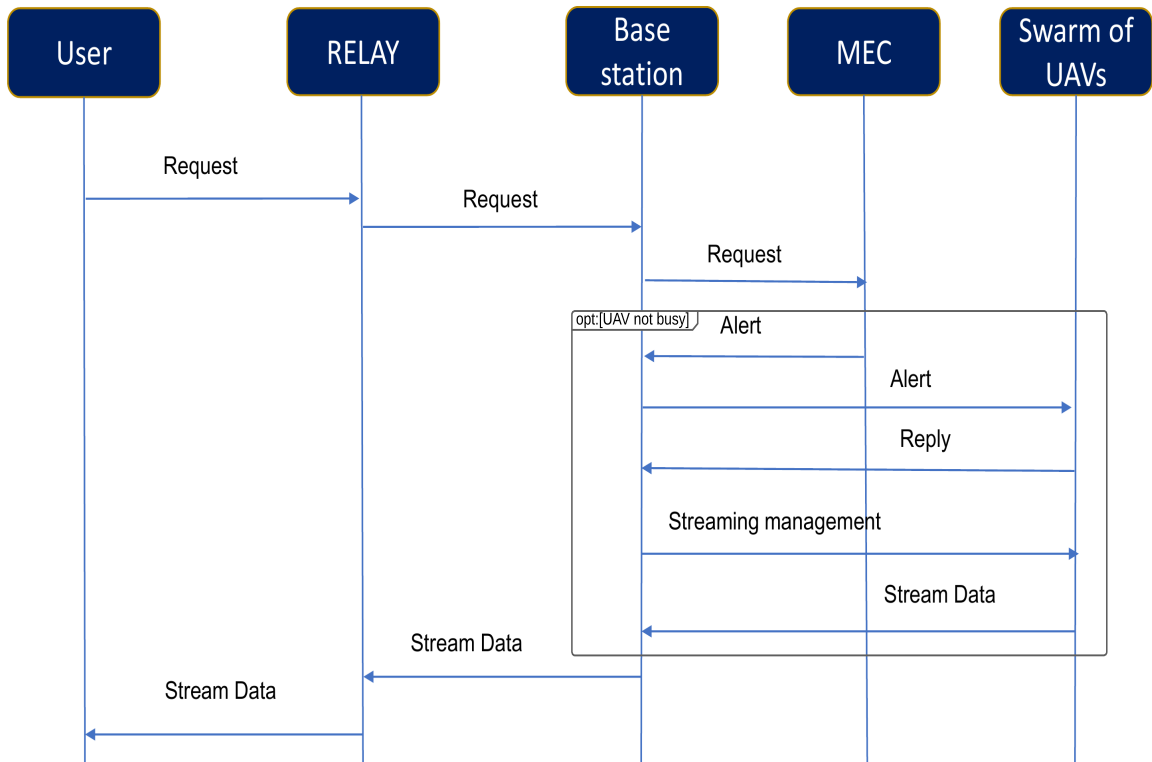 User
RELAY
Base
station
MEC
Swarm of
UAVs
Request
Request
Request
opt:[UAV not busy]
Alert
Alert
Reply
Streaming management
Stream Data
Stream Data
Stream Data